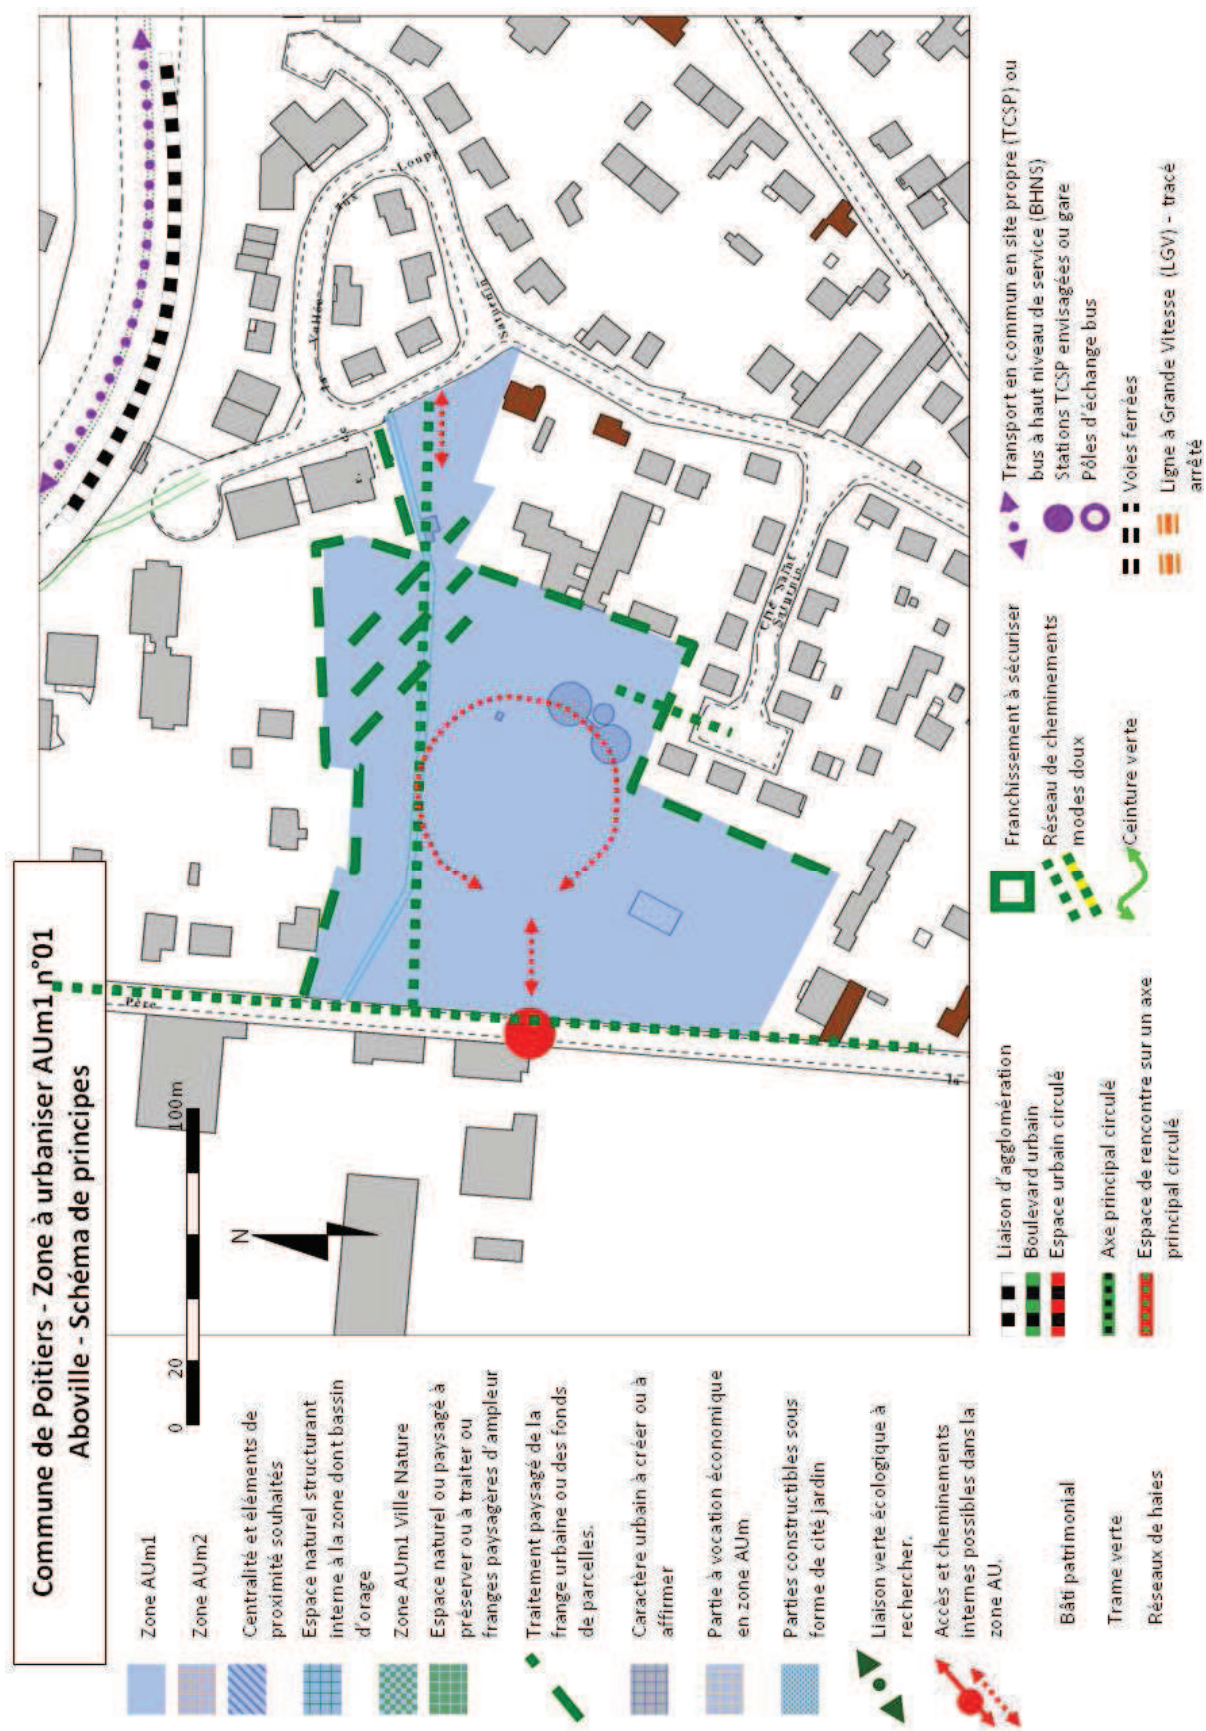 Commune de Poitiers - Zone à urbaniser AUm1 n°01
Aboville - Schéma de principes
0
20
100m
N
Père
la
Vallée
aux
Loups
Saturnin
Cité Saint
Saturnin
Zone AUm1
Zone AUm2
Centralité et éléments de
proximité souhaités
Espace naturel structurant
interne à la zone dont bassin
d'orage
Zone AUm1 Ville Nature
Espace naturel ou paysagé à
préserver ou à traiter ou
franges paysagères d'ampleur
Traitement paysagé de la
frange urbaine ou des fonds
de parcelles.
Caractère urbain à créer ou à
affirmer
Partie à vocation économique
en zone AUm.
Parties constructibles sous
forme de cité jardin
Liaison verte écologique à
rechercher.
Accès et cheminements
internes possibles dans la
zone AU.
Bâti patrimonial
Trame verte
Réseaux de haies
Liaison d'agglomération
Boulevard urbain
Espace urbain circulé
Axe principal circulé
Espace de rencontre sur un axe
principal circulé
Franchissement à sécuriser
Réseau de cheminements
modes doux
Ceinture verte
Transport en commun en site propre (TCSP) ou
bus à haut niveau de service (BHNS)
Stations TCSP envisagées ou gare
Pôles d'échange bus
Voies ferrées
Ligne à Grande Vitesse (LGV) - tracé
arrêté